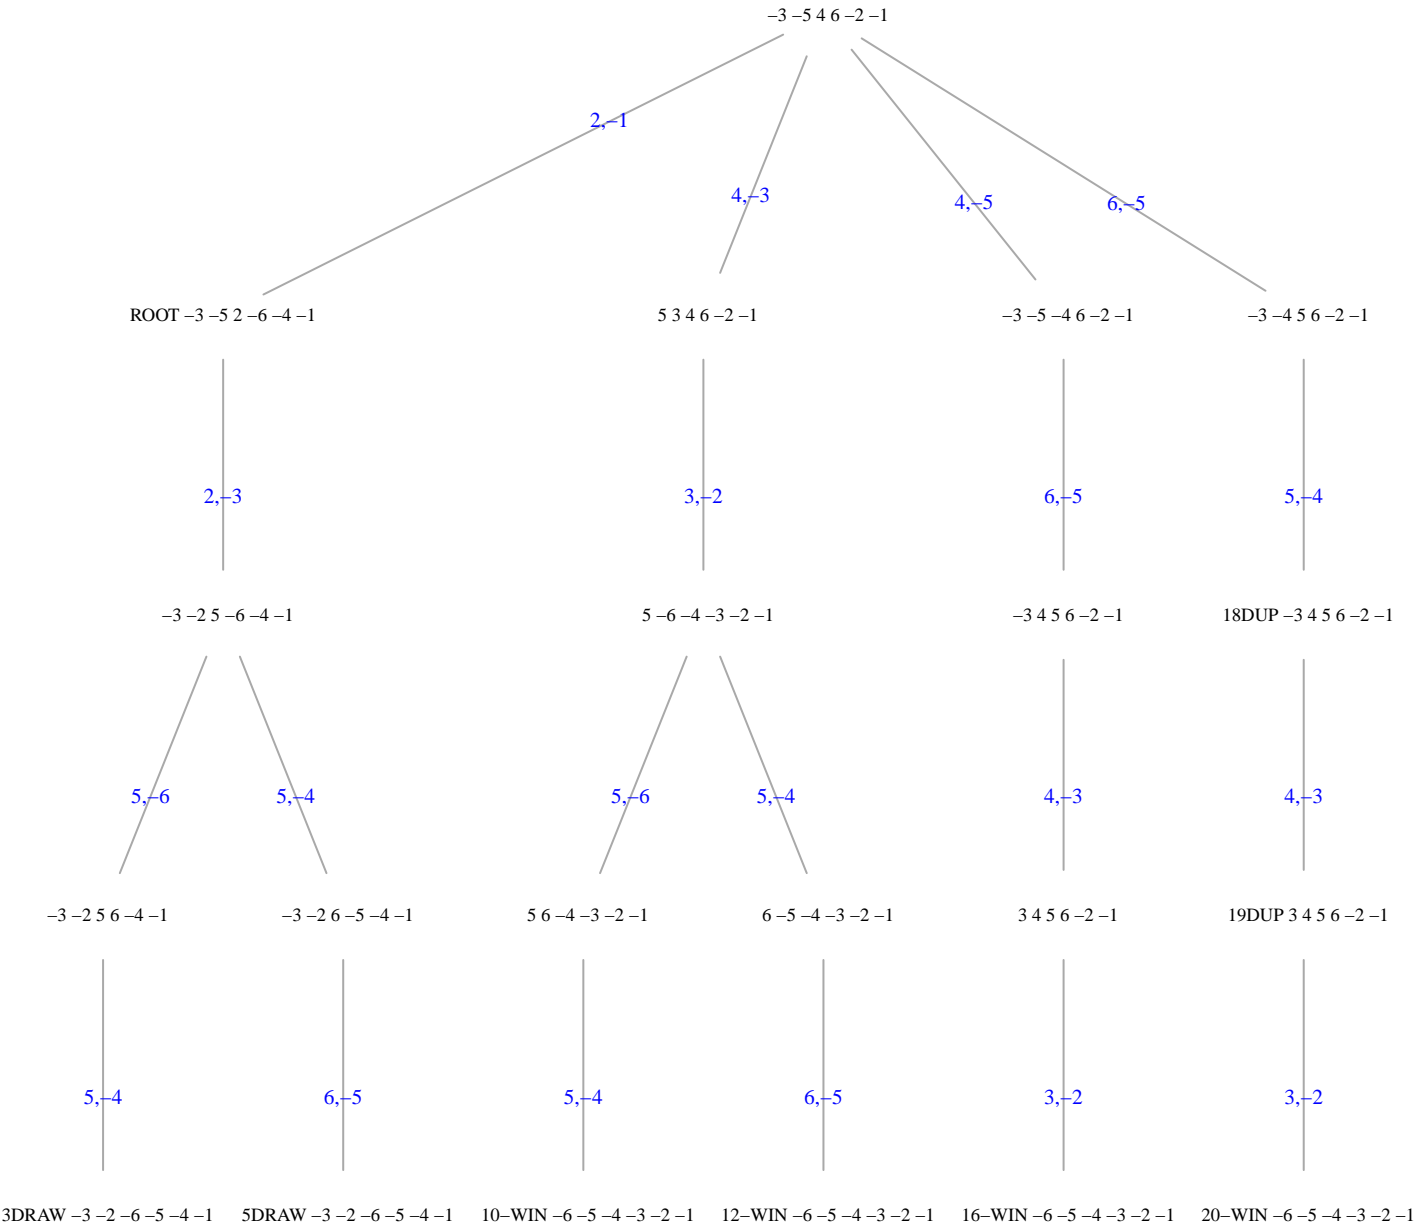 –3 –5 4 6 –2 –1
2,–1
4,–3
4,–5
6,–5
ROOT –3 –5 2 –6 –4 –1
5 3 4 6 –2 –1
–3 –5 –4 6 –2 –1
–3 –4 5 6 –2 –1
2,–3
3,–2
6,–5
5,–4
–3 –2 5 –6 –4 –1
5 –6 –4 –3 –2 –1
–3 4 5 6 –2 –1
18DUP –3 4 5 6 –2 –1
5,–6
5,–4
5,–6
5,–4
4,–3
4,–3
–3 –2 5 6 –4 –1
–3 –2 6 –5 –4 –1
5 6 –4 –3 –2 –1
6 –5 –4 –3 –2 –1
3 4 5 6 –2 –1
19DUP 3 4 5 6 –2 –1
5,–4
6,–5
5,–4
6,–5
3,–2
3,–2
3DRAW –3 –2 –6 –5 –4 –1
5DRAW –3 –2 –6 –5 –4 –1
10–WIN –6 –5 –4 –3 –2 –1
12–WIN –6 –5 –4 –3 –2 –1
16–WIN –6 –5 –4 –3 –2 –1
20–WIN –6 –5 –4 –3 –2 –1